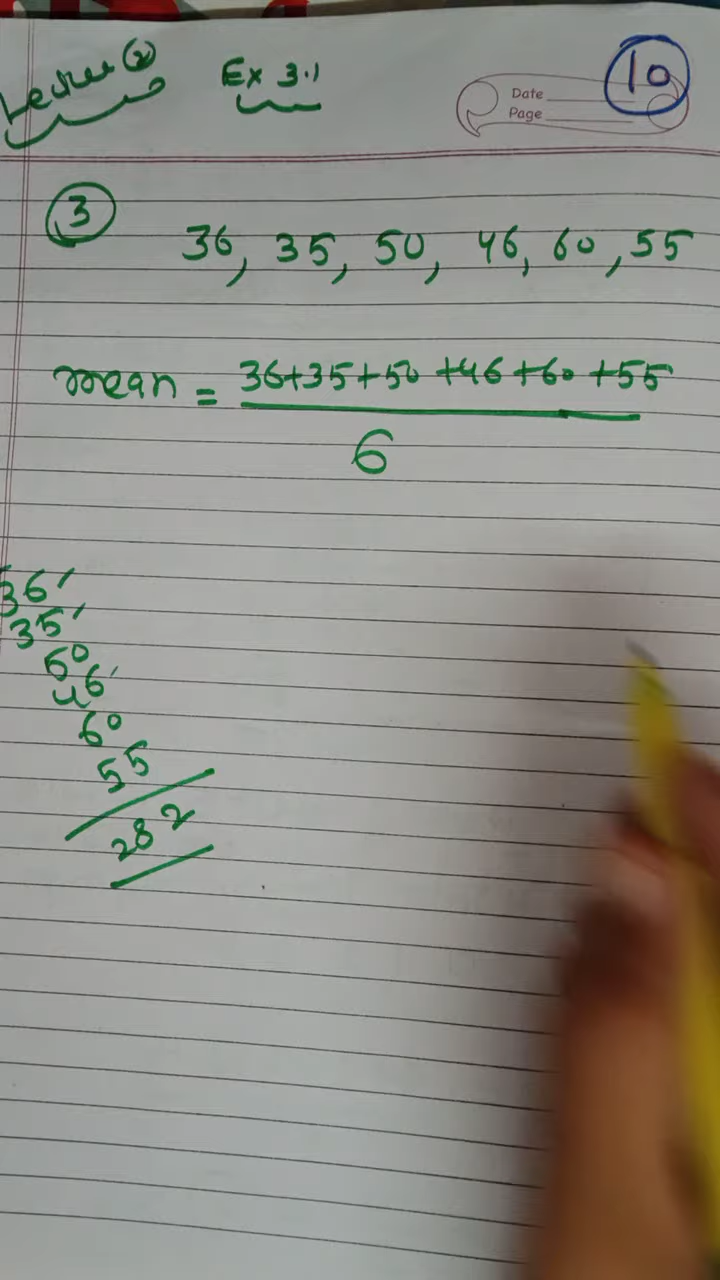 Lecture (2) Ex 3.1
Date
Page
10
3
36, 35, 50, 46, 60, 55
mean = 36+35+50+46+60+55
6
36
35
50
46
60
55
282